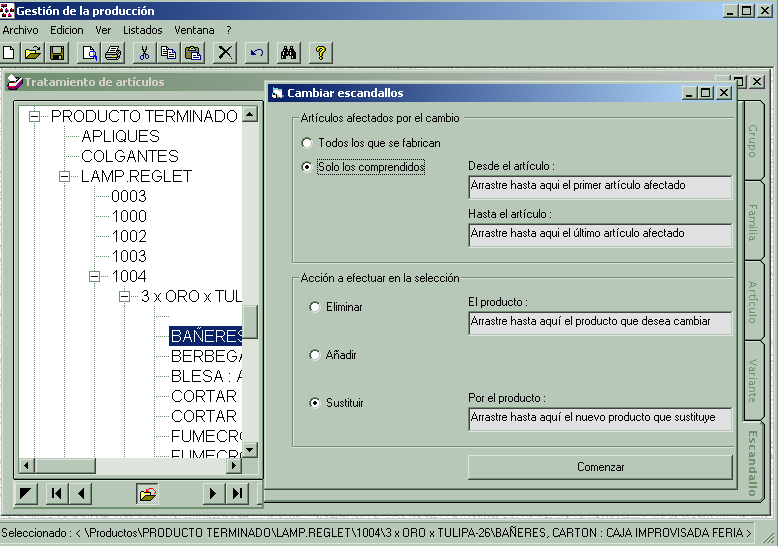 Gestión de la producción
Archivo Edicion Ver Listados Ventana ?
Tratamiento de artículos
PRODUCTO TERMINADO
APLIQUES
COLGANTES
LAMP.REGLET
0003
1000
1002
1003
1004
3 x ORO x TUL
BAÑERES
BERBEGA
BLESA : A
CORTAR
CORTAR
FUMECRO
FUMECRO
Cambiar escandallos
Artículos afectados por el cambio
Todos los que se fabrican
Solo los comprendidos
Desde el artículo :
Arrastre hasta aqui el primer artículo afectado
Hasta el artículo :
Arrastre hasta aqui el último artículo afectado
Acción a efectuar en la selección
Eliminar
El producto :
Arrastre hasta aquí el producto que desea cambiar
Añadir
Sustituir
Por el producto :
Arrastre hasta aquí el nuevo producto que sustituye
Comenzar
Grupo
Familia
Artículo
Variante
Escandallo
Seleccionado : < \Productos\PRODUCTO TERMINADO\LAMP.REGLET\1004\3 x ORO x TULIPA-26\BAÑERES, CARTON : CAJA IMPROVISADA FERIA >